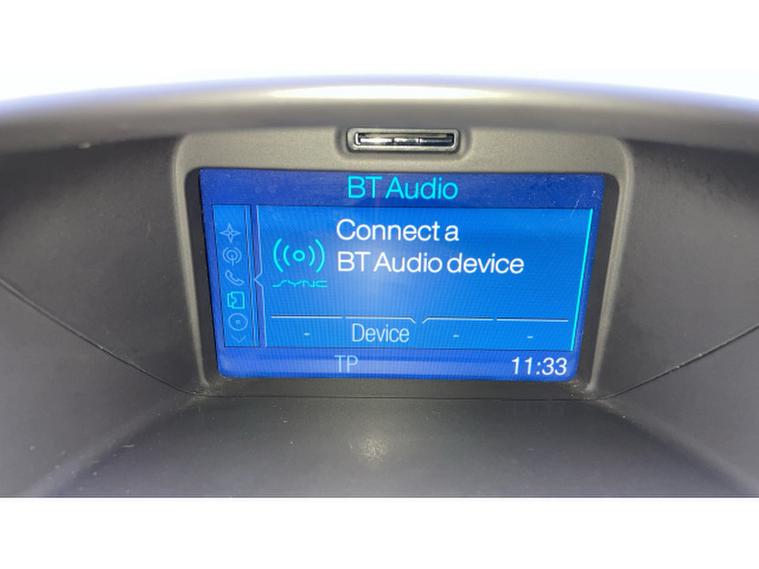 BT Audio
Connect a
BT Audio device
SYNC
- Device - -
TP 11:33